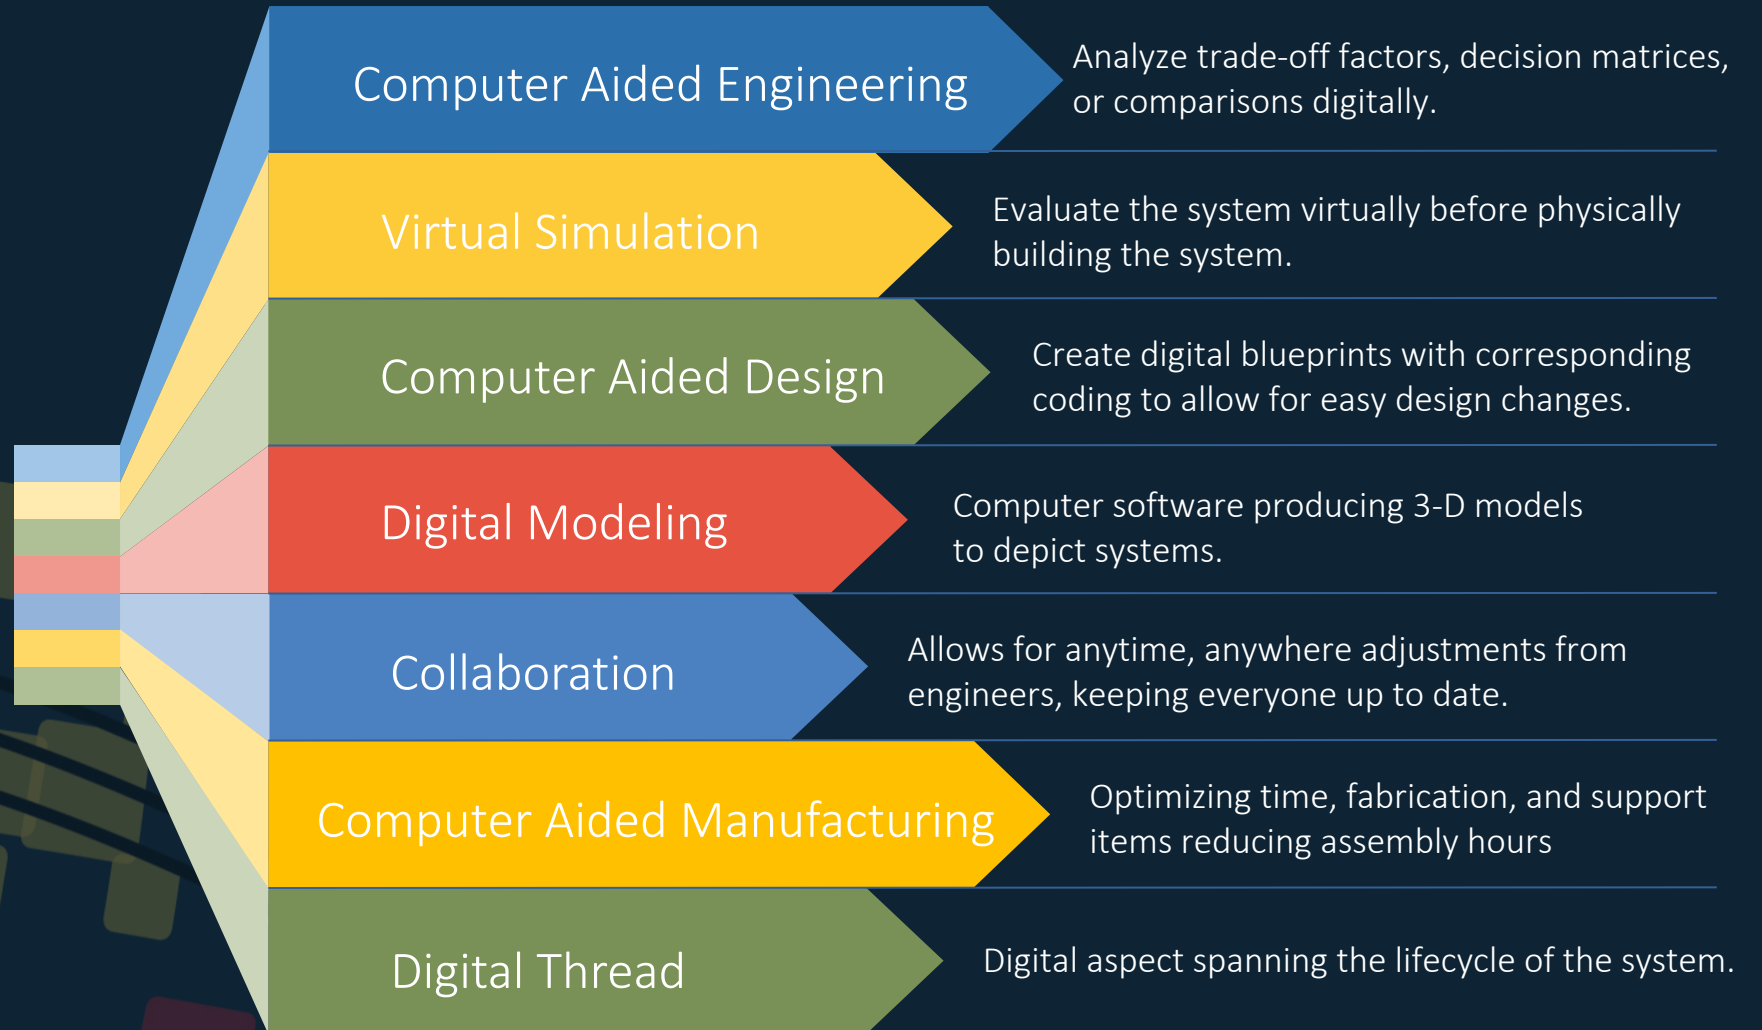 Computer Aided Engineering
Analyze trade-off factors, decision matrices,
or comparisons digitally.
Virtual Simulation
Evaluate the system virtually before physically
building the system.
Computer Aided Design
Create digital blueprints with corresponding
coding to allow for easy design changes.
Digital Modeling
Computer software producing 3-D models
to depict systems.
Collaboration
Allows for anytime, anywhere adjustments from
engineers, keeping everyone up to date.
Computer Aided Manufacturing
Optimizing time, fabrication, and support
items reducing assembly hours
Digital Thread
Digital aspect spanning the lifecycle of the system.